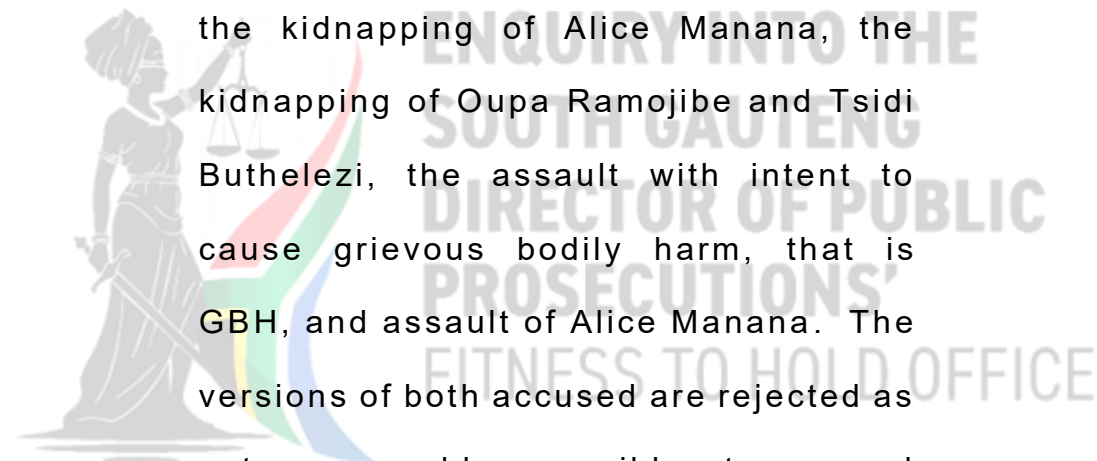 the kidnapping of Alice Manana, the
kidnapping of Oupa Ramojibe and Tsidi
Buthelezi, the assault with intent to
cause grievous bodily harm, that is
GBH, and assault of Alice Manana. The
versions of both accused are rejected as
ENQUIRY INTO THE
SOUTH GAUTENG
DIRECTOR OF PUBLIC
PROSECUTIONS'
FITNESS TO HOLD OFFICE